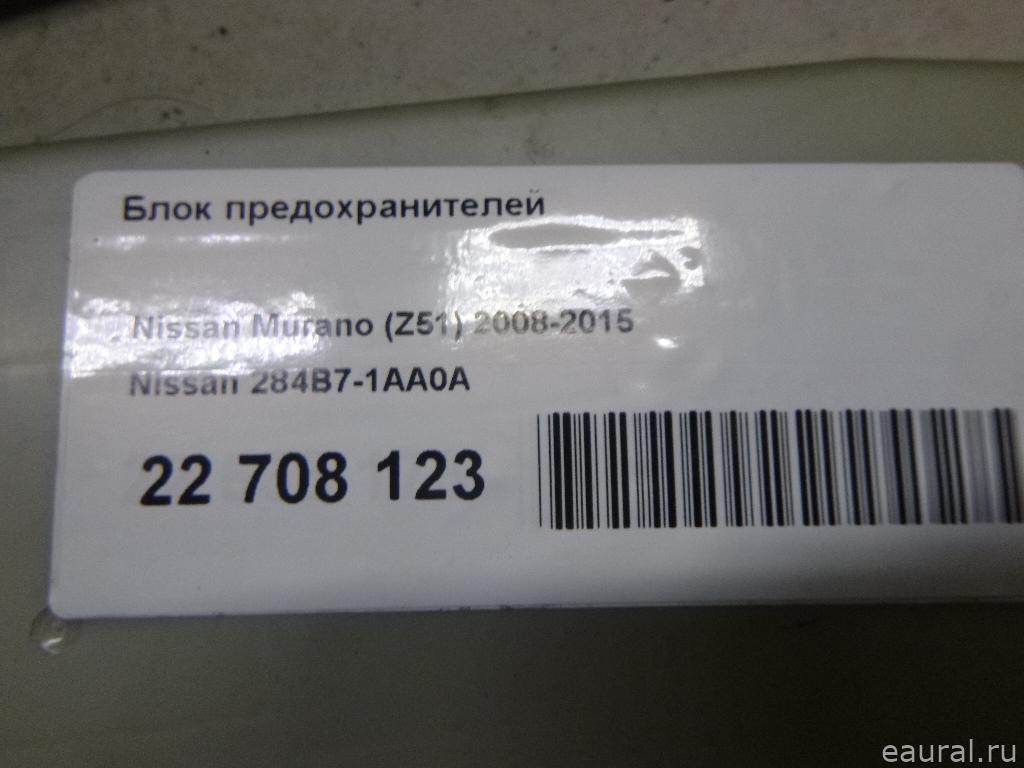 Блок предохранителей
Nissan Murano (Z51) 2008-2015
Nissan 284B7-1AA0A
22 708 123
eaural.ru